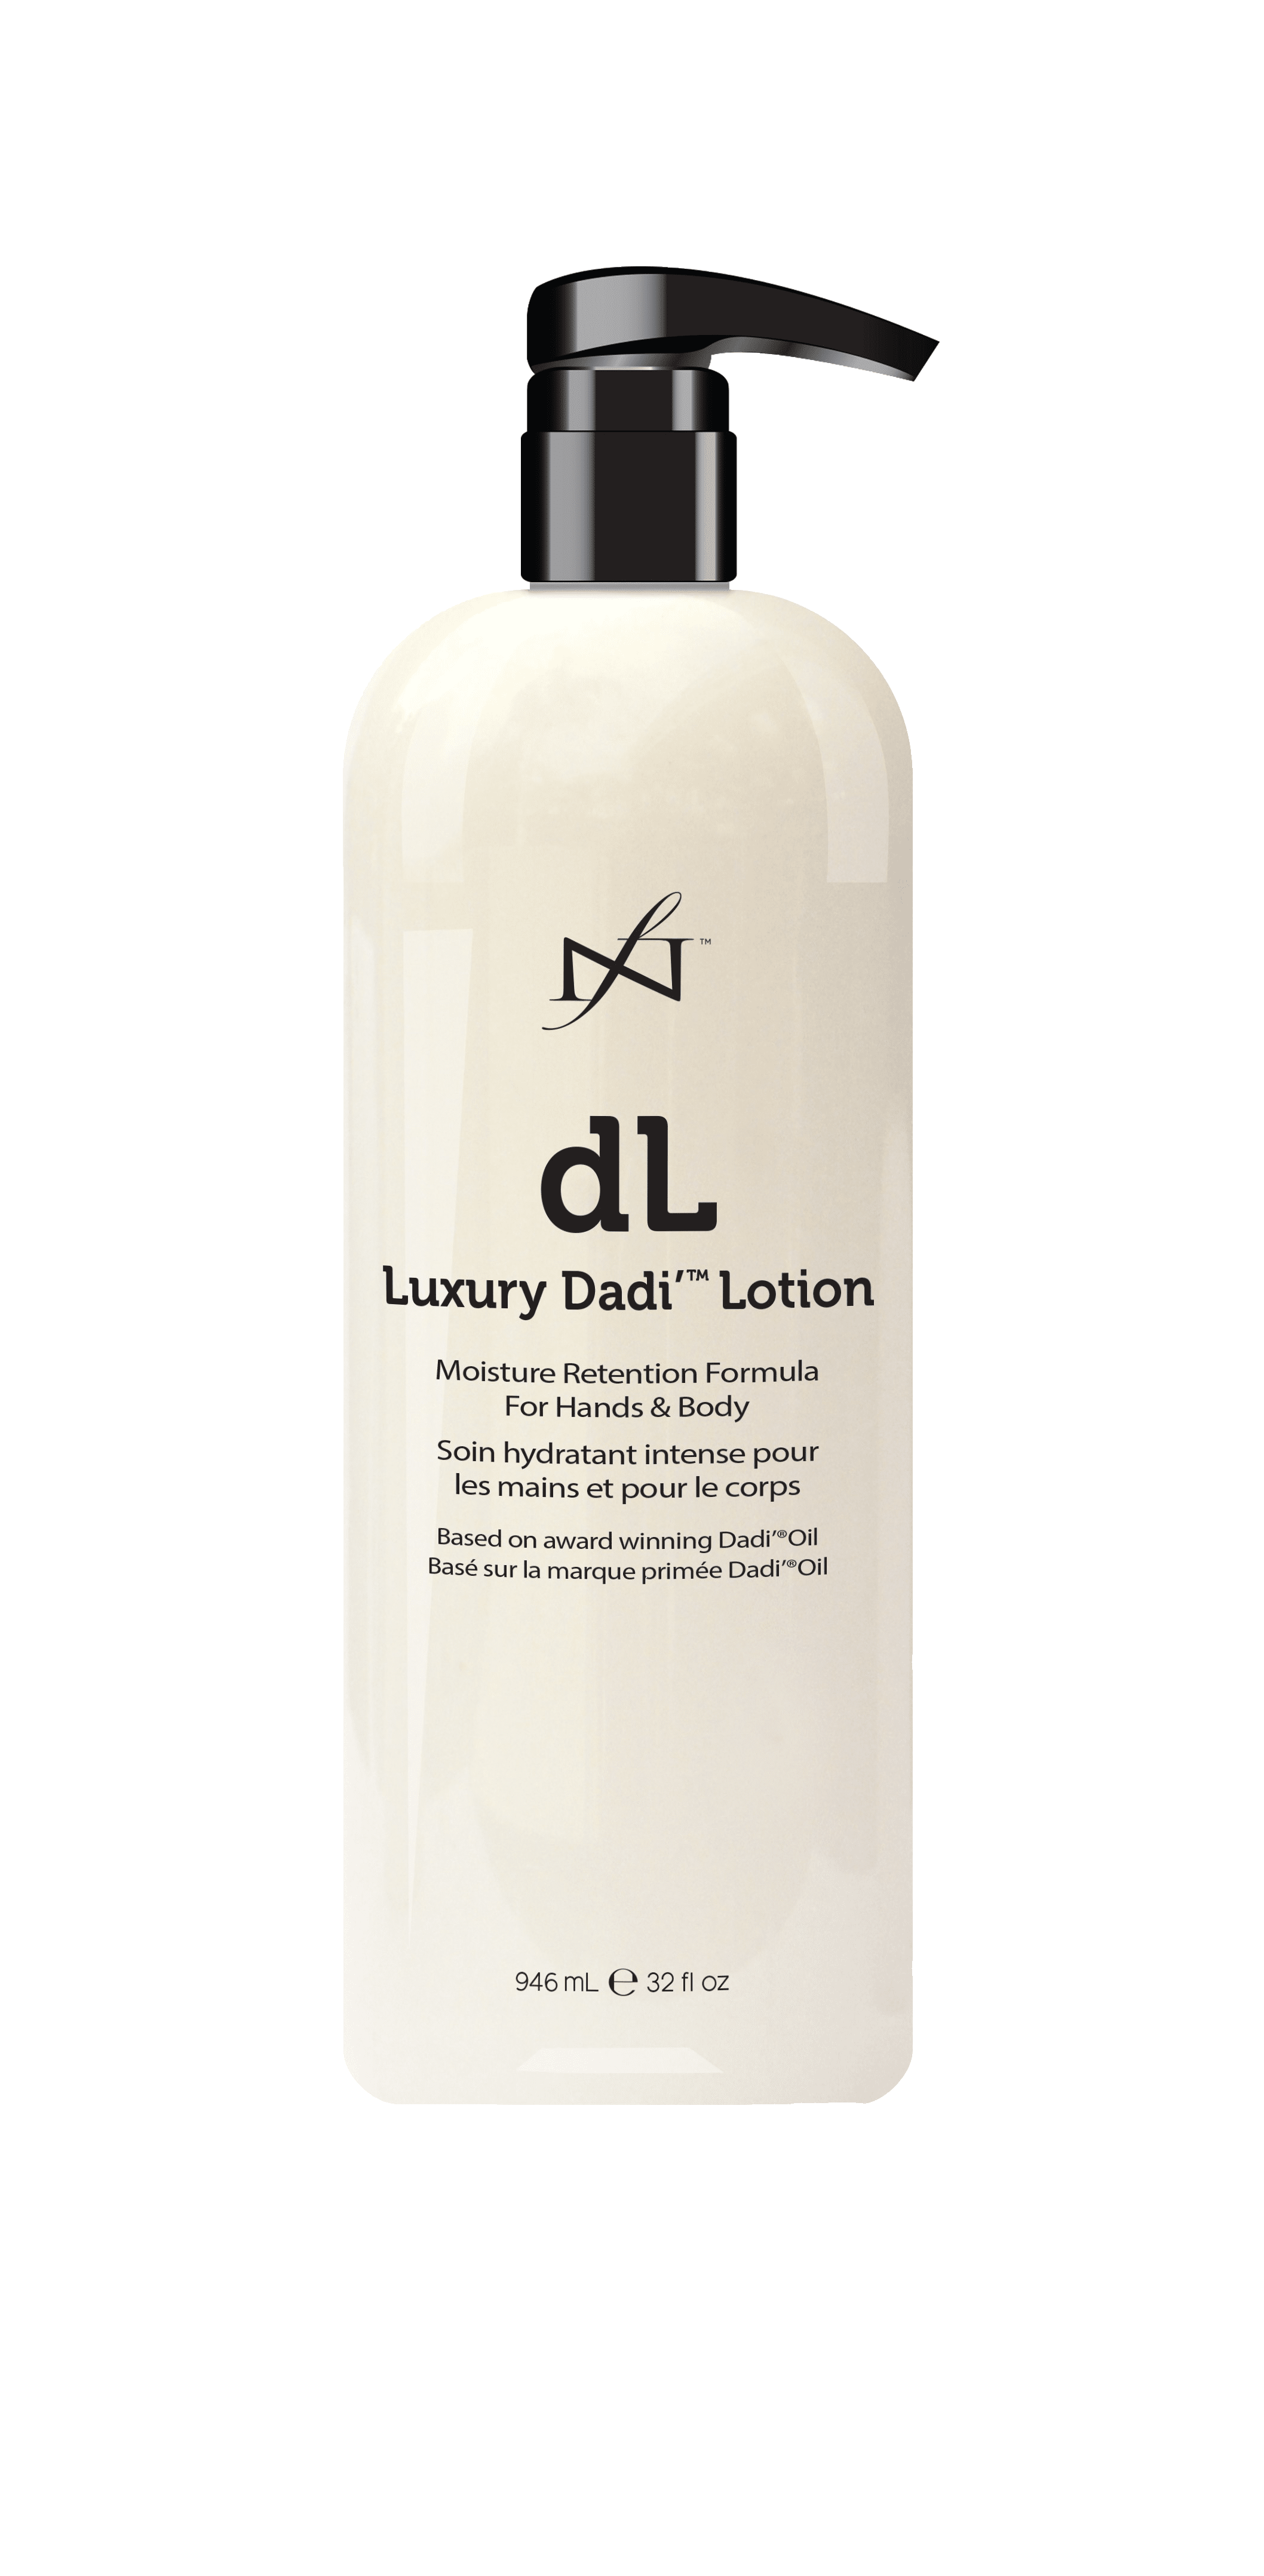 ™
dL
Luxury Dadi'™ Lotion
Moisture Retention Formula
For Hands & Body
Soin hydratant intense pour
les mains et pour le corps
Based on award winning Dadi'®Oil
Basé sur la marque primée Dadi'®Oil
946 mL ℮ 32 fl oz